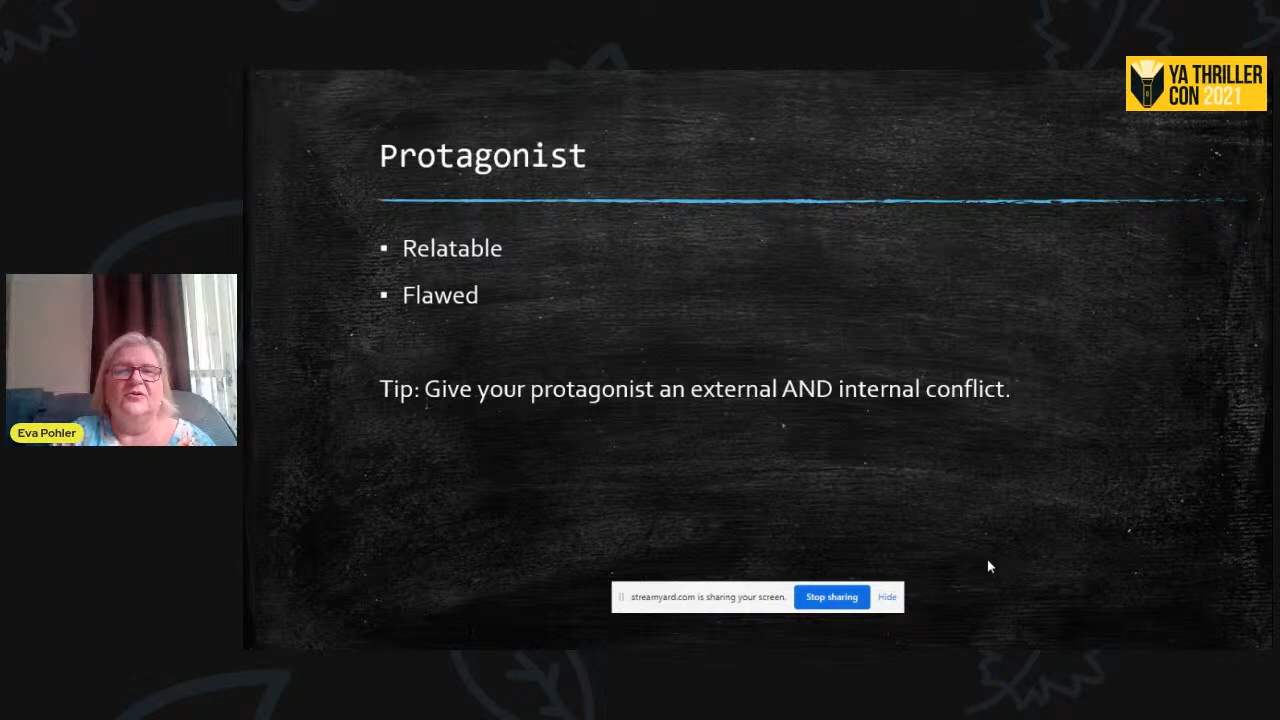 YA THRILLER
CON 2021
Protagonist
▪ Relatable
▪ Flawed
Tip: Give your protagonist an external AND internal conflict.
Eva Pohler
streamyard.com is sharing your screen. Stop sharing Hide